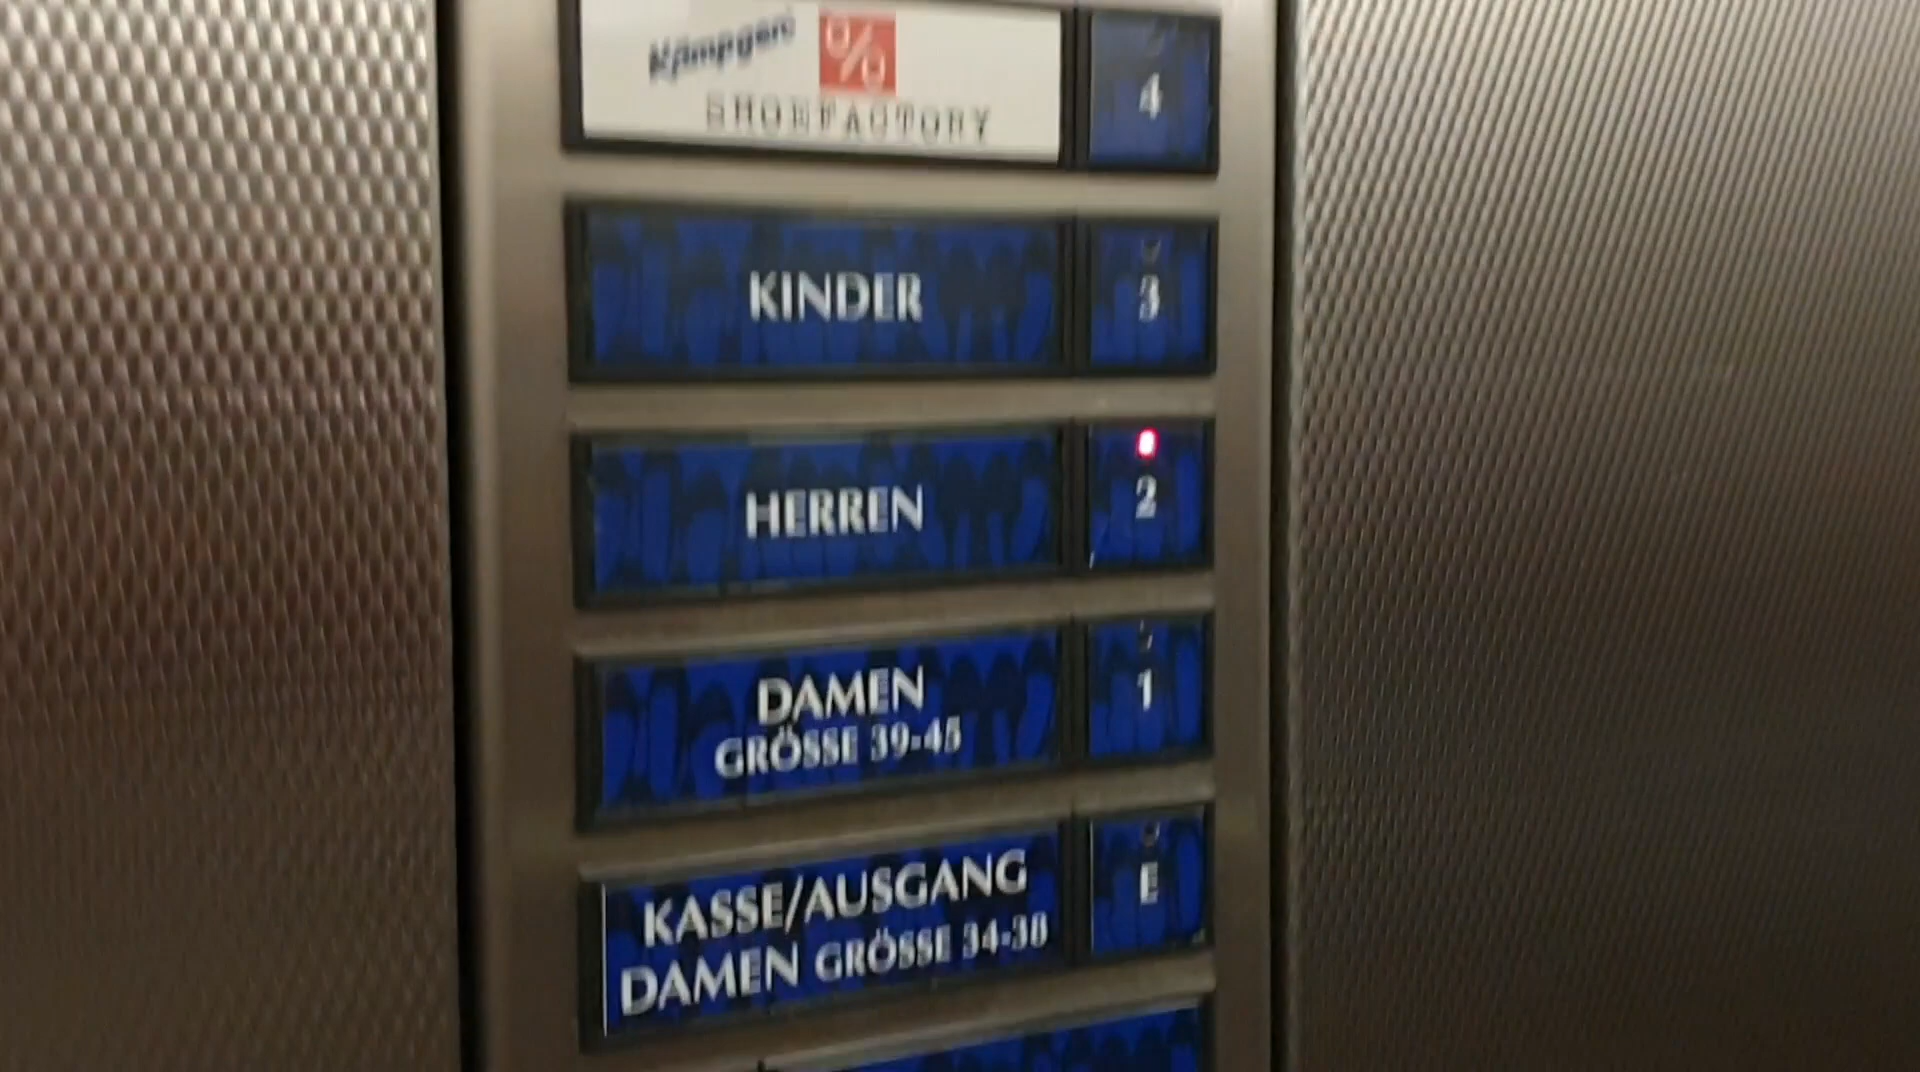 Kämpgen %
SHOEFACTORY 4
KINDER 3
HERREN 2
DAMEN
GRÖSSE 39-45 1
KASSE/AUSGANG E
DAMEN GRÖSSE 34-38